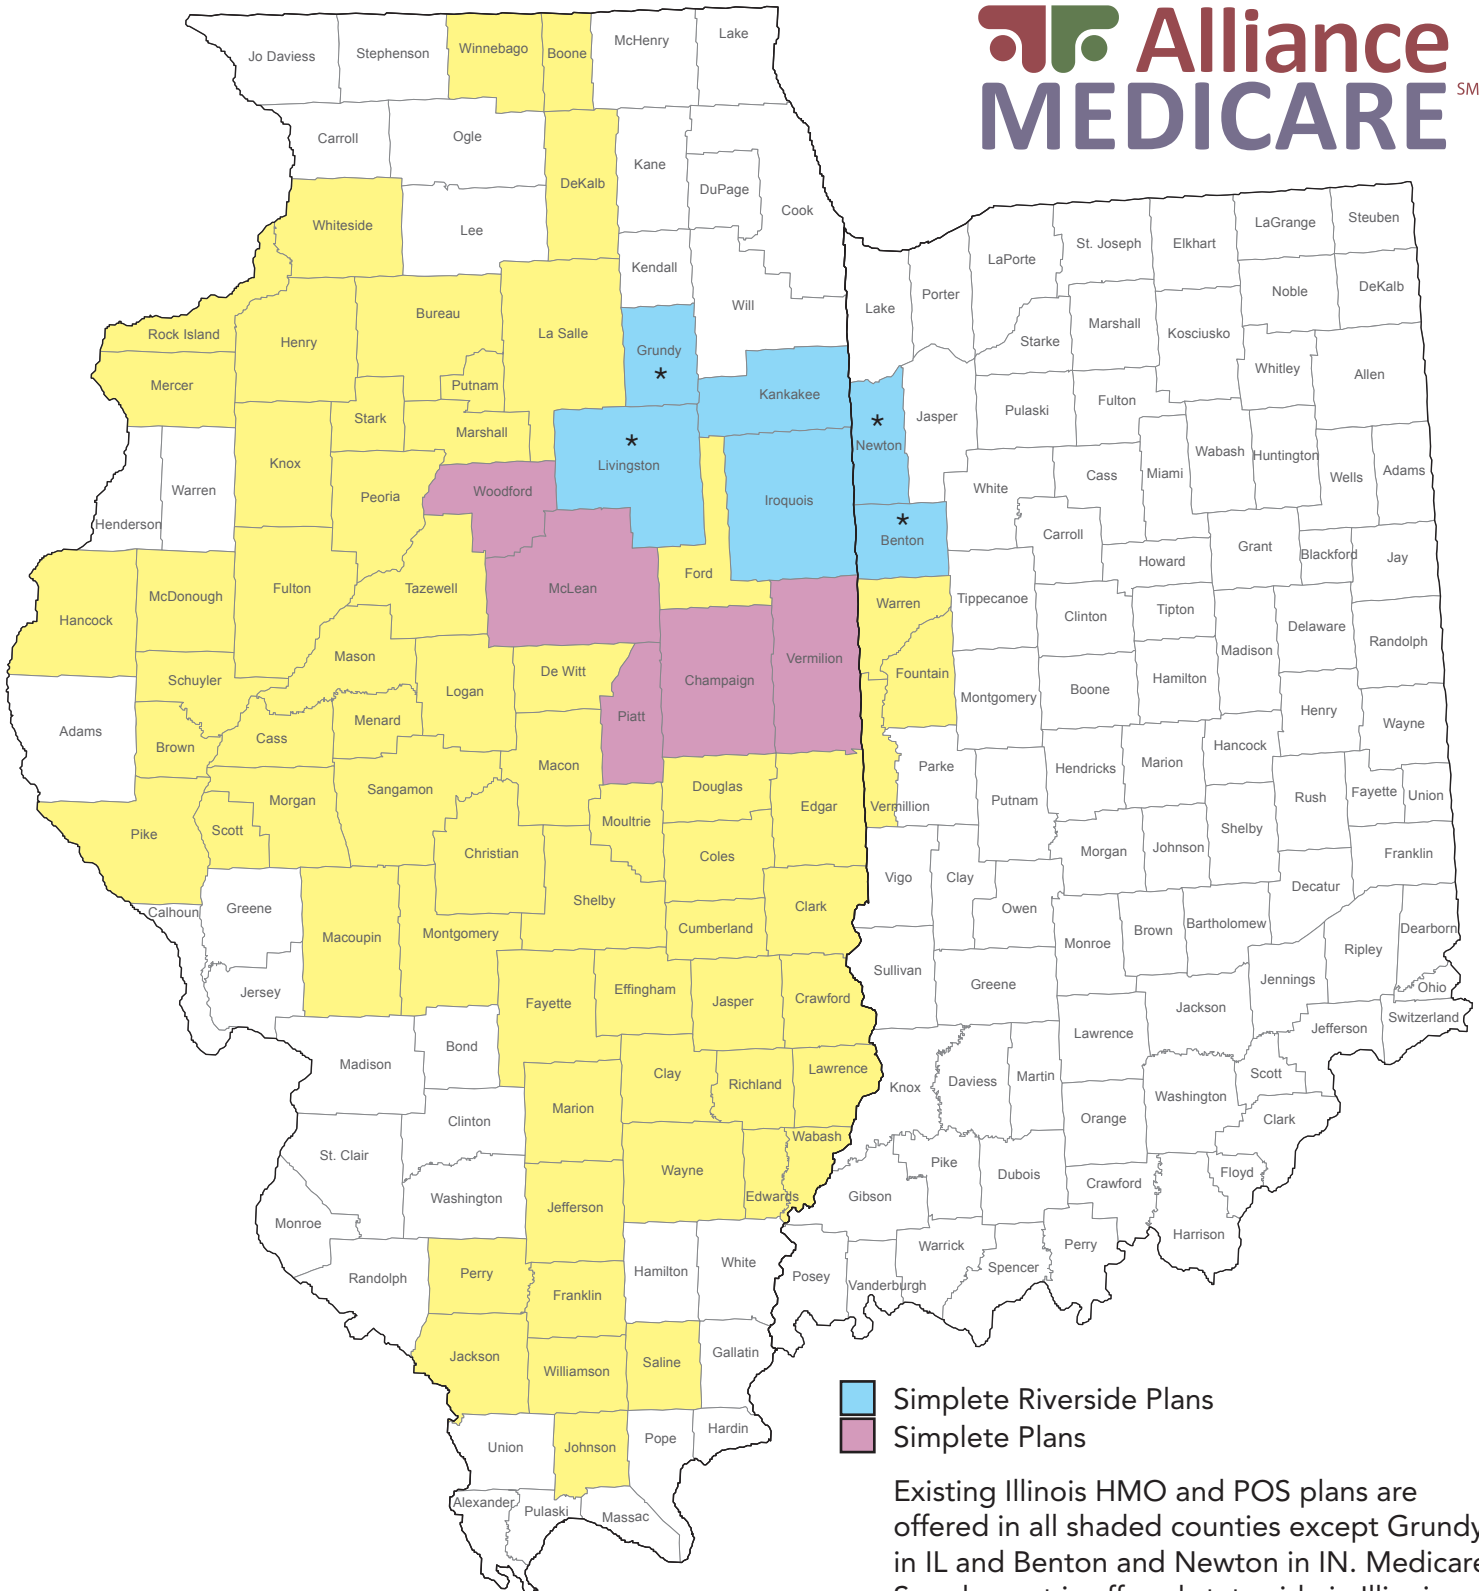 Alliance
MEDICARE SM
Jo Daviess
Stephenson
Winnebago
Boone
McHenry
Lake
Carroll
Ogle
DeKalb
Kane
DuPage
Cook
Whiteside
Lee
Kendall
Will
Rock Island
Henry
Bureau
La Salle
Grundy
*
Mercer
Putnam
Kankakee
Stark
Marshall
*
Livingston
Knox
Peoria
Woodford
Iroquois
Warren
Henderson
McLean
Ford
Hancock
McDonough
Fulton
Tazewell
Mason
Schuyler
Logan
De Witt
Champaign
Vermilion
Piatt
Adams
Brown
Cass
Menard
Macon
Sangamon
Morgan
Scott
Pike
Christian
Moultrie
Douglas
Edgar
Coles
Shelby
Clark
Calhoun
Greene
Macoupin
Montgomery
Cumberland
Jersey
Fayette
Effingham
Jasper
Crawford
Bond
Madison
Clay
Richland
Lawrence
Marion
Clinton
Wabash
St. Clair
Wayne
Edwards
Washington
Jefferson
Monroe
Randolph
Perry
Franklin
Hamilton
White
Jackson
Williamson
Saline
Gallatin
Union
Johnson
Pope
Hardin
Alexander
Pulaski
Massac
Lake
Porter
LaPorte
St. Joseph
Elkhart
LaGrange
Steuben
Noble
DeKalb
Starke
Marshall
Kosciusko
Whitley
Allen
*
Newton
Jasper
Pulaski
Fulton
Wabash
Huntington
Wells
Adams
Miami
Cass
White
*
Benton
Carroll
Howard
Grant
Blackford
Jay
Warren
Tippecanoe
Clinton
Tipton
Delaware
Randolph
Madison
Fountain
Montgomery
Boone
Hamilton
Henry
Wayne
Hancock
Parke
Hendricks
Marion
Vermillion
Putnam
Rush
Fayette
Union
Shelby
Morgan
Johnson
Franklin
Vigo
Clay
Owen
Decatur
Monroe
Brown
Bartholomew
Dearborn
Ripley
Sullivan
Greene
Jennings
Ohio
Jackson
Switzerland
Jefferson
Lawrence
Knox
Daviess
Martin
Scott
Washington
Orange
Clark
Pike
Dubois
Crawford
Floyd
Gibson
Harrison
Warrick
Perry
Posey
Vanderburgh
Spencer
Simplete Riverside Plans
Simplete Plans
Existing Illinois HMO and POS plans are
offered in all shaded counties except Grundy
in IL and Benton and Newton in IN. Medicare